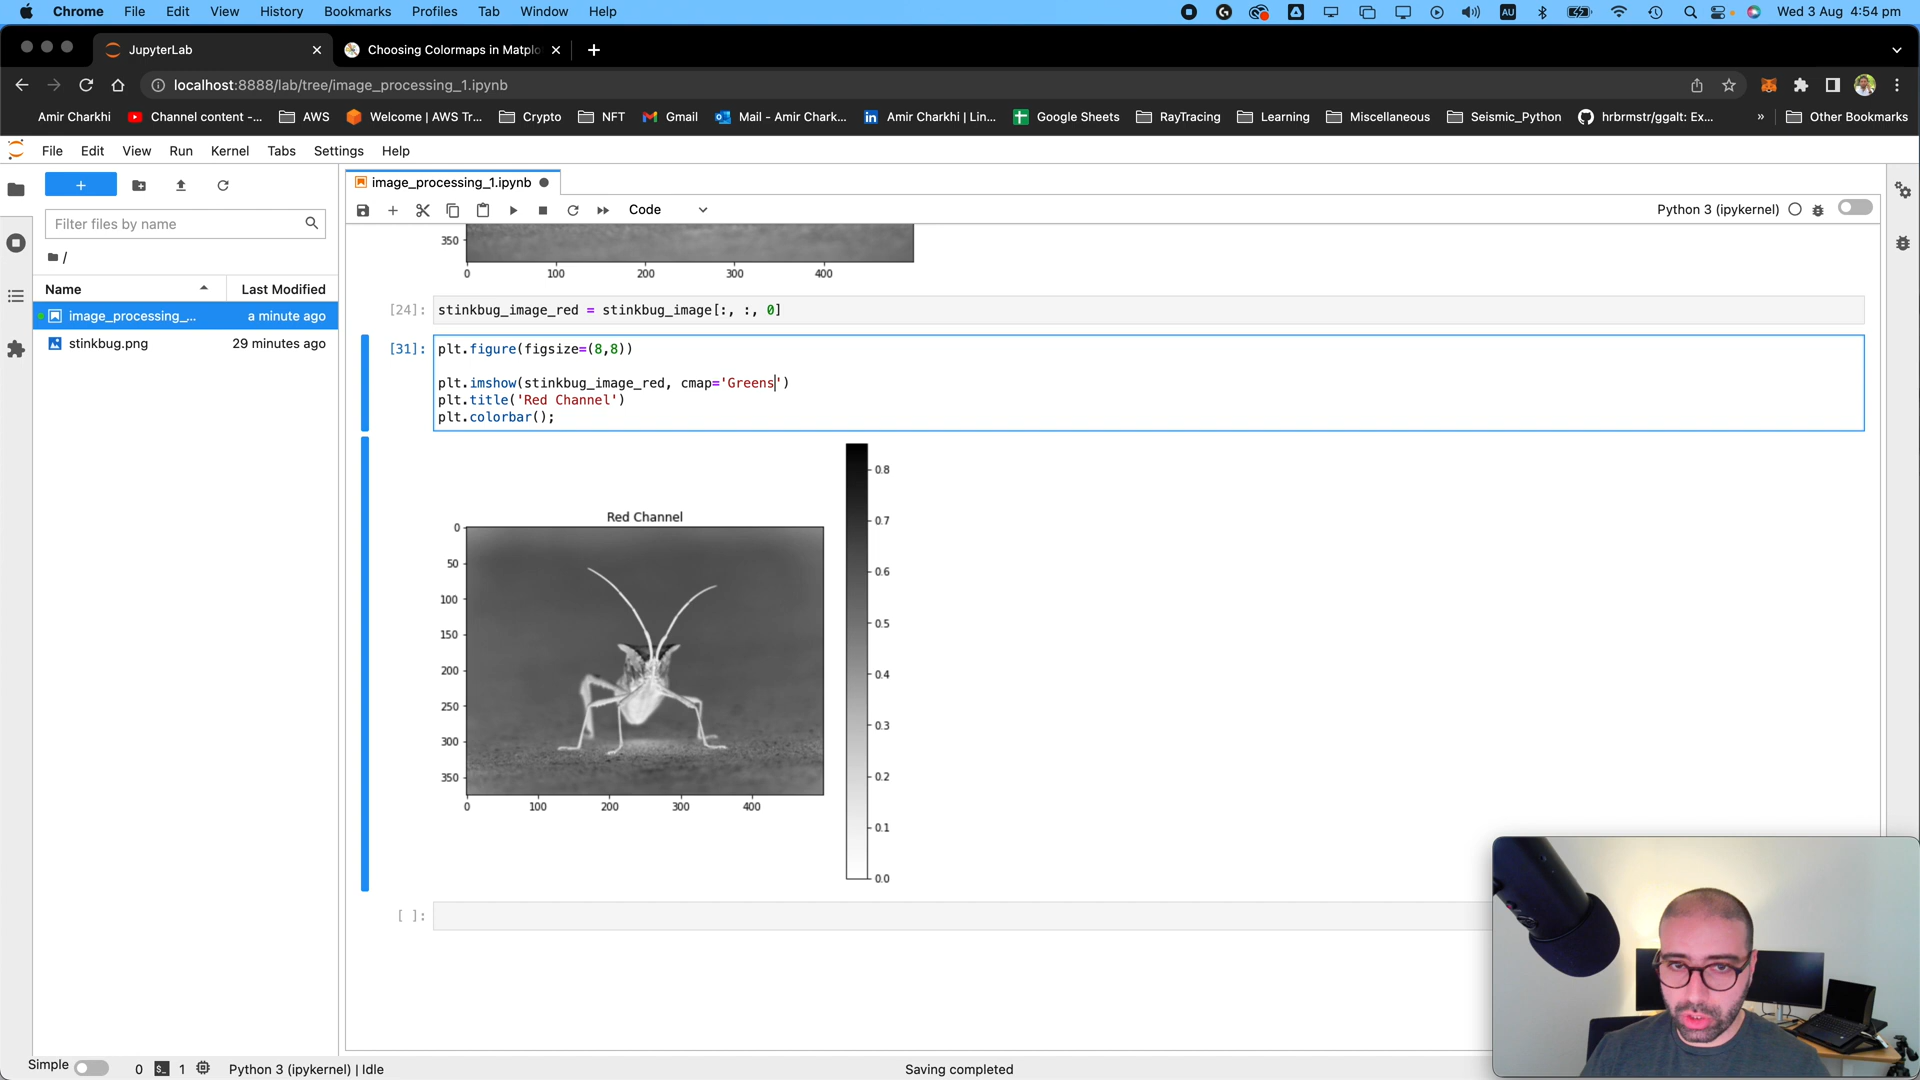 Chrome File Edit View History Bookmarks Profiles Tab Window Help
AU
Wed 3 Aug 4:54 pm
JupyterLab
Choosing Colormaps in Matplo
localhost:8888/lab/tree/image_processing_1.ipynb
Amir Charkhi
Channel content -...
AWS
Welcome | AWS Tr...
Crypto
NFT
Gmail
Mail - Amir Chark...
Amir Charkhi | Lin...
Google Sheets
RayTracing
Learning
Miscellaneous
Seismic_Python
hrbrmstr/ggalt: Ex...
»
Other Bookmarks
File Edit View Run Kernel Tabs Settings Help
+
Filter files by name
/
Name Last Modified
image_processing_... a minute ago
stinkbug.png 29 minutes ago
image_processing_1.ipynb
Code
Python 3 (ipykernel)
350
0 100 200 300 400
[24]: stinkbug_image_red = stinkbug_image[:, :, 0]
[31]: plt.figure(figsize=(8,8))
plt.imshow(stinkbug_image_red, cmap='Greens')
plt.title('Red Channel')
plt.colorbar();
Red Channel
0
50
100
150
200
250
300
350
0 100 200 300 400
0.8
0.7
0.6
0.5
0.4
0.3
0.2
0.1
0.0
[ ]:
Simple
0
1
Python 3 (ipykernel) | Idle
Saving completed